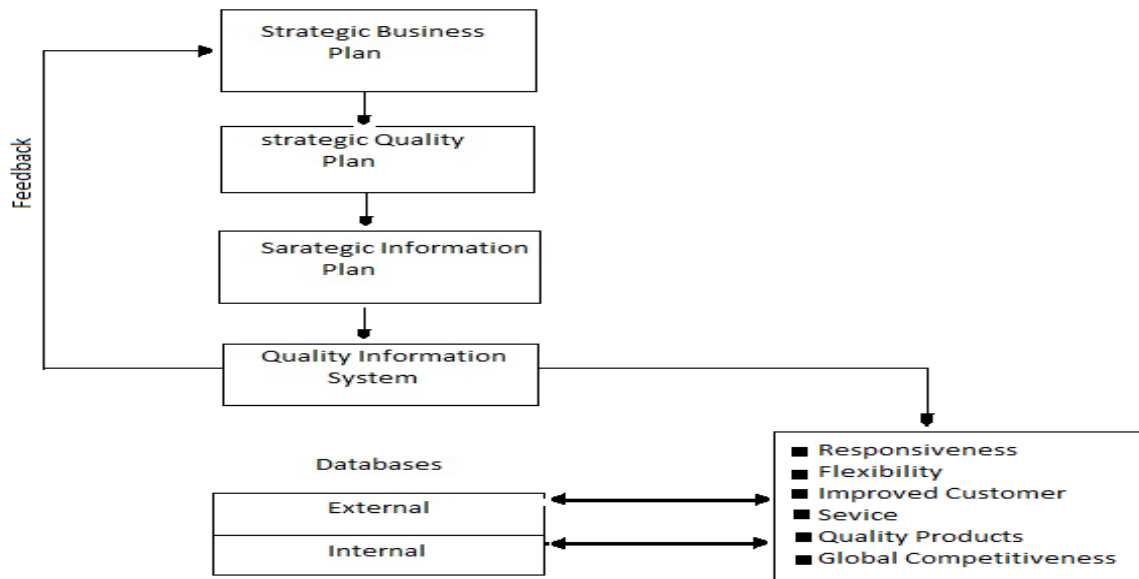 Strategic Business
Plan
Feedback
strategic Quality
Plan
Sarategic Information
Plan
Quality Information
System
Databases
External
Internal
■ Responsiveness
■ Flexibility
■ Improved Customer
■ Sevice
■ Quality Products
■ Global Competitiveness